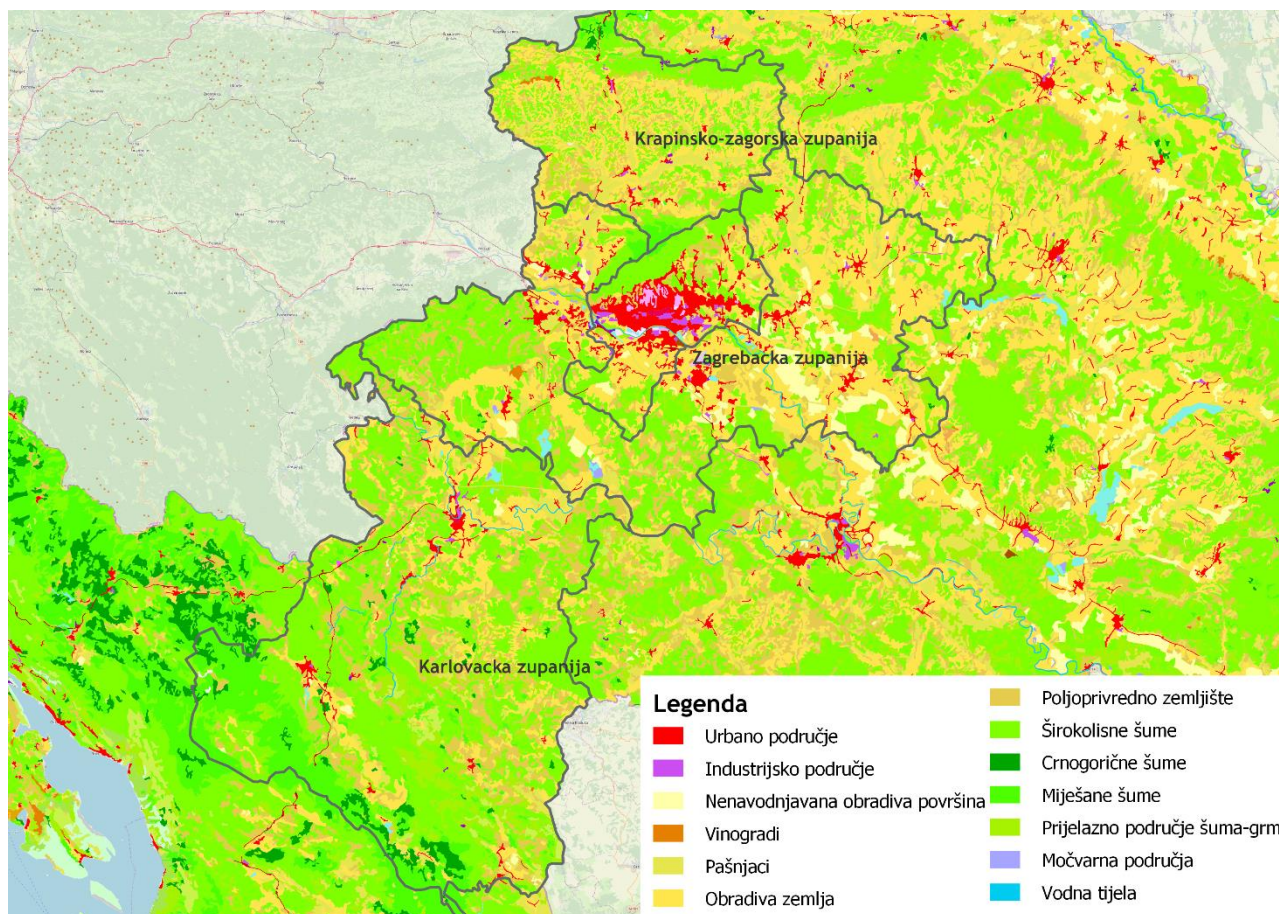 Krapinsko-zagorska zupanija
Zagrebacka zupanija
Karlovacka zupanija
Legenda
Urbano područje
Industrijsko područje
Nenavodnjavana obradiva površina
Vinogradi
Pašnjaci
Obradiva zemlja
Poljoprivredno zemljište
Širokolisne šume
Crnogorične šume
Miješane šume
Prijelazno područje šuma-grm
Močvarna područja
Vodna tijela